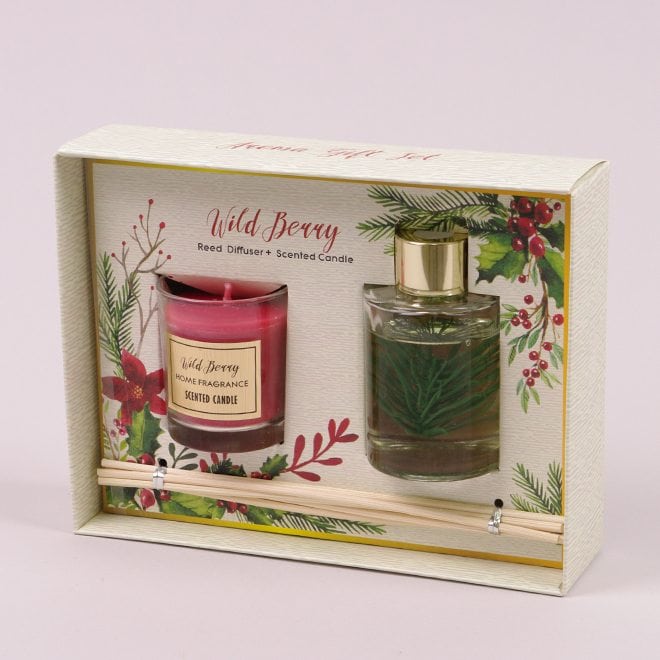 Aroma Gift Set
Wild Berry
Reed Diffuser + Scented Candle
Wild Berry
HOME FRAGRANCE
SCENTED CANDLE